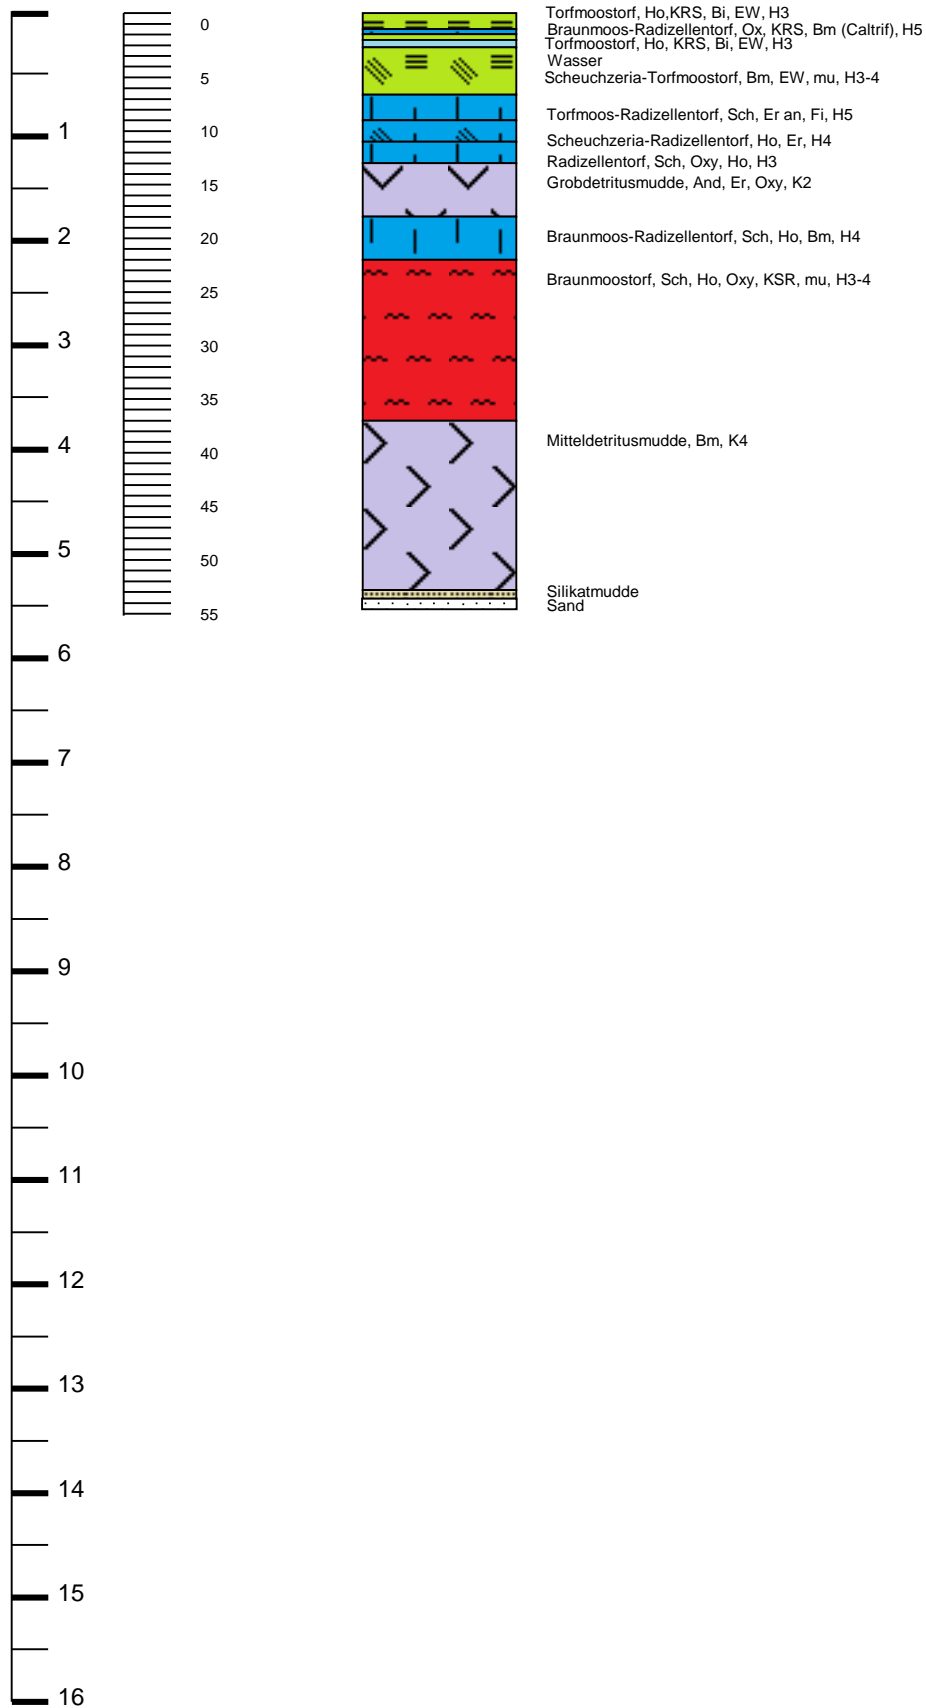 Torfmoostorf, Ho,KRS, Bi, EW, H3
0
Braunmoos-Radizellentorf, Ox, KRS, Bm (Caltrif), H5
Torfmoostorf, Ho, KRS, Bi, EW, H3
Wasser
5
Scheuchzeria-Torfmoostorf, Bm, EW, mu, H3-4
Torfmoos-Radizellentorf, Sch, Er an, Fi, H5
1
10
Scheuchzeria-Radizellentorf, Ho, Er, H4
Radizellentorf, Sch, Oxy, Ho, H3
15
Grobdetritusmudde, And, Er, Oxy, K2
2
20
Braunmoos-Radizellentorf, Sch, Ho, Bm, H4
25
Braunmoostorf, Sch, Ho, Oxy, KSR, mu, H3-4
3
30
35
4
40
Mitteldetritusmudde, Bm, K4
45
5
50
Silikatmudde
Sand
55
6
7
8
9
10
11
12
13
14
15
16